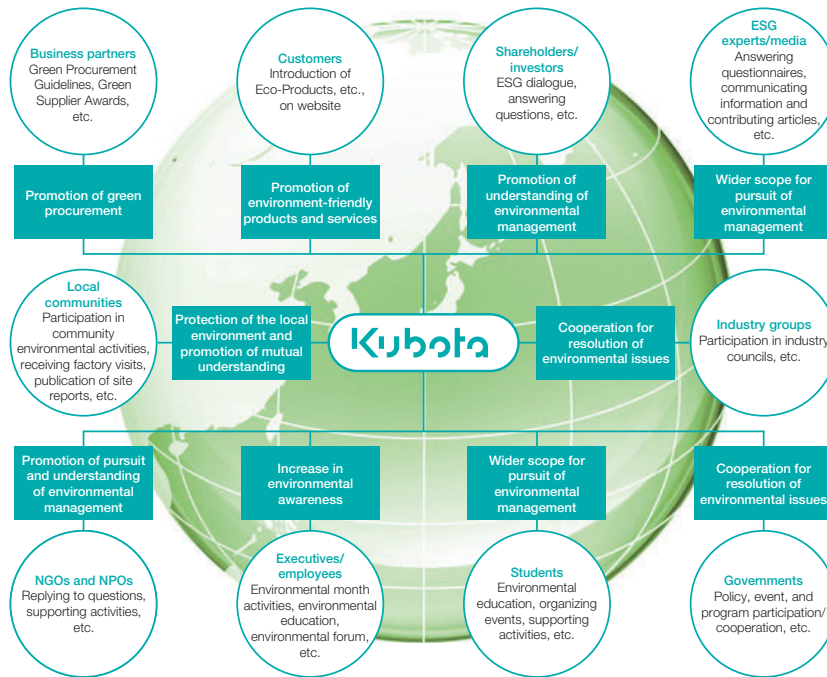 Business partners
Green Procurement
Guidelines, Green
Supplier Awards,
etc.
Customers
Introduction of
Eco-Products, etc.,
on website
Shareholders/
investors
ESG dialogue,
answering
questions, etc.
ESG
experts/media
Answering
questionnaires,
communicating
information and
contributing articles,
etc.
Promotion of green
procurement
Promotion of
environment-friendly
products and services
Promotion of
understanding of
environmental
management
Wider scope for
pursuit of
environmental
management
Local
communities
Participation in
community
environmental activities,
receiving factory visits,
publication of site
reports, etc.
Protection of the local
environment and
promotion of mutual
understanding
Kubota
Cooperation for
resolution of
environmental issues
Industry groups
Participation in industry
councils, etc.
Promotion of pursuit
and understanding
of environmental
management
Increase in
environmental
awareness
Wider scope for
pursuit of
environmental
management
Cooperation for
resolution of
environmental issues
NGOs and NPOs
Replying to questions,
supporting activities,
etc.
Executives/
employees
Environmental month
activities, environmental
education,
environmental forum,
etc.
Students
Environmental
education, organizing
events, supporting
activities, etc.
Governments
Policy, event, and
program participation/
cooperation, etc.